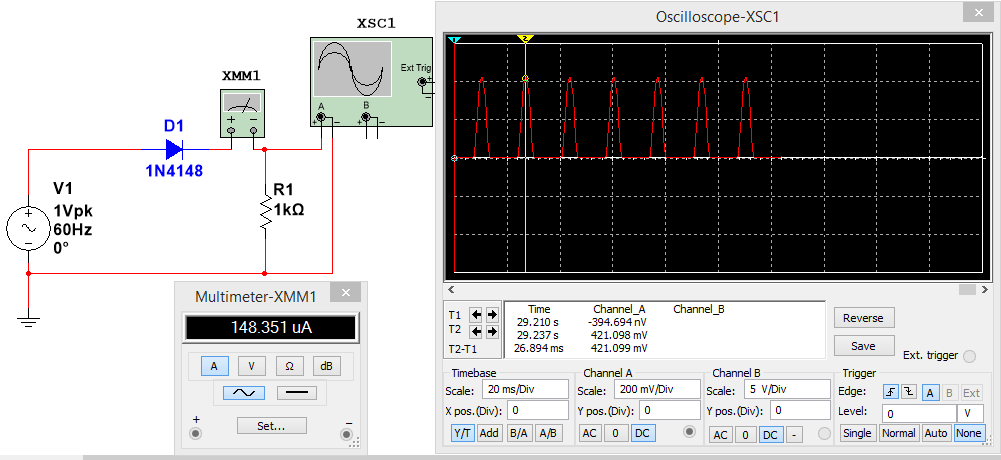 XSC1
Ext Trig
+
−
A
B
+ −
+ −
XMM1
+ −
D1
1N4148
V1
1Vpk
60Hz
0°
+
−
R1
1kΩ
Multimeter-XMM1
148.351 uA
A V Ω dB
Set...
+ −
Oscilloscope-XSC1
1 2
Time Channel_A Channel_B
T1 29.210 s -394.694 nV
T2 29.237 s 421.098 mV
T2-T1 26.894 ms 421.099 mV
Reverse
Save
Ext. trigger
Timebase
Scale: 20 ms/Div
X pos.(Div): 0
Y/T Add B/A A/B
Channel A
Scale: 200 mV/Div
Y pos.(Div): 0
AC 0 DC
Channel B
Scale: 5 V/Div
Y pos.(Div): 0
AC 0 DC -
Trigger
Edge: A B Ext
Level: 0 V
Single Normal Auto None